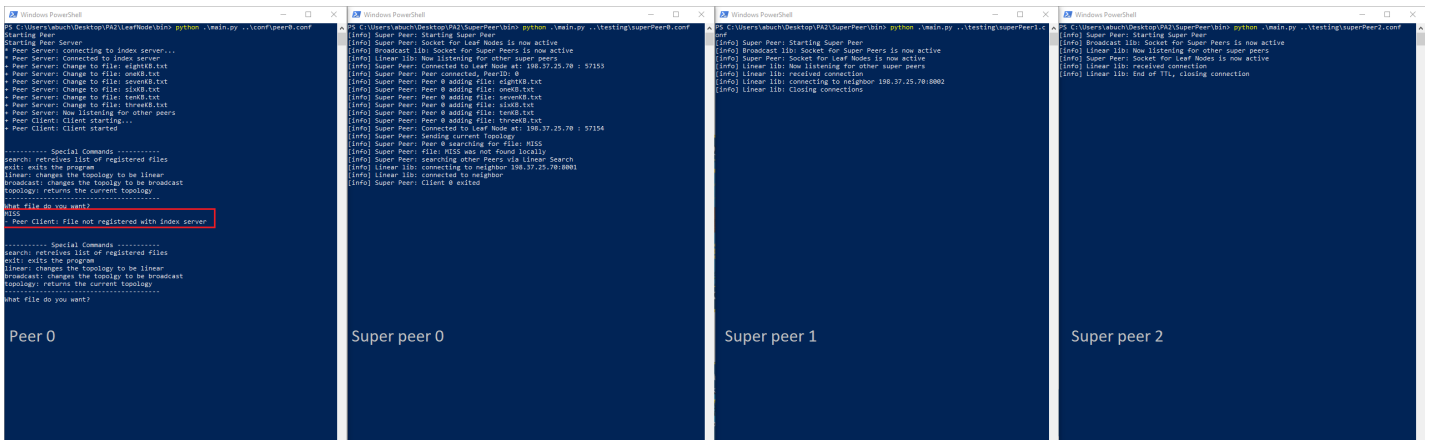 Windows PowerShell
PS C:\Users\abuch\Desktop\PA2\LeafNode\bin> python .\main.py ..\conf\peer0.conf
Starting Peer
Starting Peer Server
* Peer Server: connecting to index server...
* Peer Server: Connected to index server
+ Peer Server: Change to file: eightKB.txt
+ Peer Server: Change to file: oneKB.txt
+ Peer Server: Change to file: sevenKB.txt
+ Peer Server: Change to file: sixKB.txt
+ Peer Server: Change to file: tenKB.txt
+ Peer Server: Change to file: threeKB.txt
+ Peer Server: Now listening for other peers
+ Peer Client: Client starting...
+ Peer Client: Client started
---------- Special Commands ----------
search: retreives list of registered files
exit: exits the program
linear: changes the topolgy to be linear
broadcast: changes the topolgy to be broadcast
topology: returns the current topology
--------------------------------------
What file do you want?
MISS
- Peer Client: File not registered with index server
---------- Special Commands ----------
search: retreives list of registered files
exit: exits the program
linear: changes the topolgy to be linear
broadcast: changes the topolgy to be broadcast
topology: returns the current topology
--------------------------------------
What file do you want?
Peer 0
Windows PowerShell
PS C:\Users\abuch\Desktop\PA2\SuperPeer\bin> python .\main.py ..\testing\superPeer0.conf
[info] Super Peer: Starting Super Peer
[info] Super Peer: Socket for Leaf Nodes is now active
[info] Broadcast Lib: Socket for Super Peers is now active
[info] Linear lib: Now listening for other super peers
[info] Super Peer: Connected to Leaf Node at: 198.37.25.70 : 57153
[info] Super Peer: Peer connected, PeerID: 0
[info] Super Peer: Peer 0 adding file: eightKB.txt
[info] Super Peer: Peer 0 adding file: oneKB.txt
[info] Super Peer: Peer 0 adding file: sevenKB.txt
[info] Super Peer: Peer 0 adding file: sixKB.txt
[info] Super Peer: Peer 0 adding file: tenKB.txt
[info] Super Peer: Peer 0 adding file: threeKB.txt
[info] Super Peer: Connected to Leaf Node at: 198.37.25.70 : 57154
[info] Super Peer: Sending current Topology
[info] Super Peer: Peer 0 searching for file: MISS
[info] Super Peer: file: MISS was not found locally
[info] Super Peer: searching other Peers via Linear Search
[info] Linear lib: connecting to neighbor 198.37.25.70:8001
[info] Linear lib: connected to neighbor
[info] Super Peer: Client 0 exited
Super peer 0
Windows PowerShell
PS C:\Users\abuch\Desktop\PA2\SuperPeer\bin> python .\main.py ..\testing\superPeer1.c
onf
[info] Super Peer: Starting Super Peer
[info] Broadcast lib: Socket for Super Peers is now active
[info] Linear lib: Now listening for other super peers
[info] Super Peer: Socket for Leaf Nodes is now active
[info] Linear lib: received connection
[info] Linear lib: connecting to neighbor 198.37.25.70:8002
[info] Linear lib: Closing connections
Super peer 1
Windows PowerShell
PS C:\Users\abuch\Desktop\PA2\SuperPeer\bin> python .\main.py ..\testing\superPeer2.conf
[info] Super Peer: Starting Super Peer
[info] Broadcast lib: Socket for Super Peers is now active
[info] Linear lib: Now listening for other super peers
[info] Super Peer: Socket for Leaf Nodes is now active
[info] Linear lib: received connection
[info] Linear lib: End of TTL, closing connection
Super peer 2